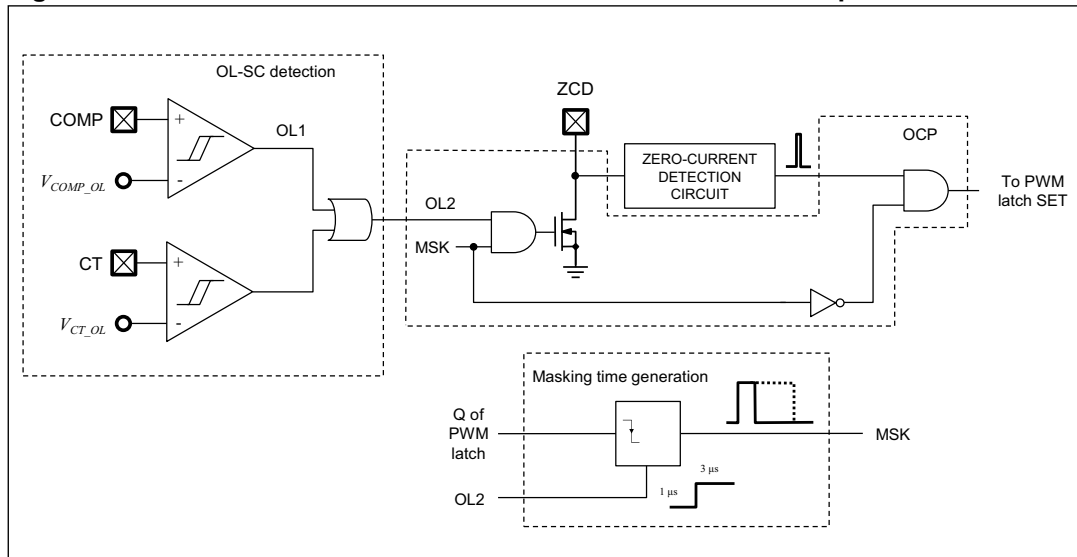 OL-SC detection
COMP
+
-
V_COMP_OL
OL1
CT
+
-
V_CT_OL
OL2
MSK
ZCD
ZERO-CURRENT
DETECTION
CIRCUIT
OCP
To PWM
latch SET
Masking time generation
Q of
PWM
latch
OL2
1 µs
3 µs
MSK